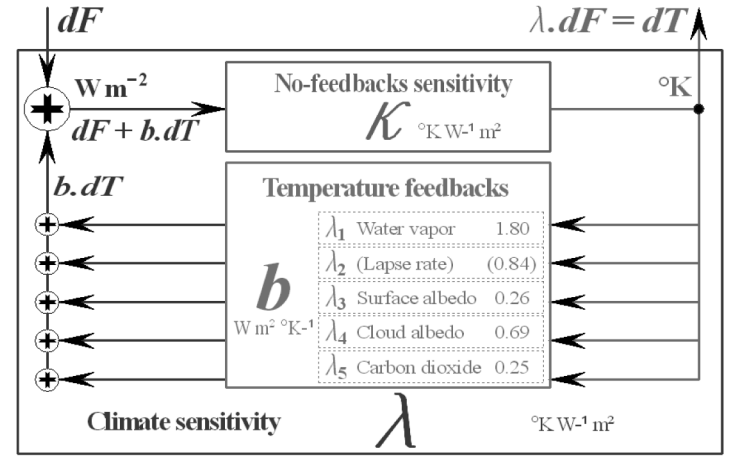 dF
λ.dF = dT
W m⁻²
No-feedbacks sensitivity
°K
dF + b.dT
K °K W-¹ m²
b.dT
Temperature feedbacks
λ₁ Water vapor 1.80
λ₂ (Lapse rate) (0.84)
b
λ₃ Surface albedo 0.26
W m² °K-¹
λ₄ Cloud albedo 0.69
λ₅ Carbon dioxide 0.25
Climate sensitivity λ °K W-¹ m²